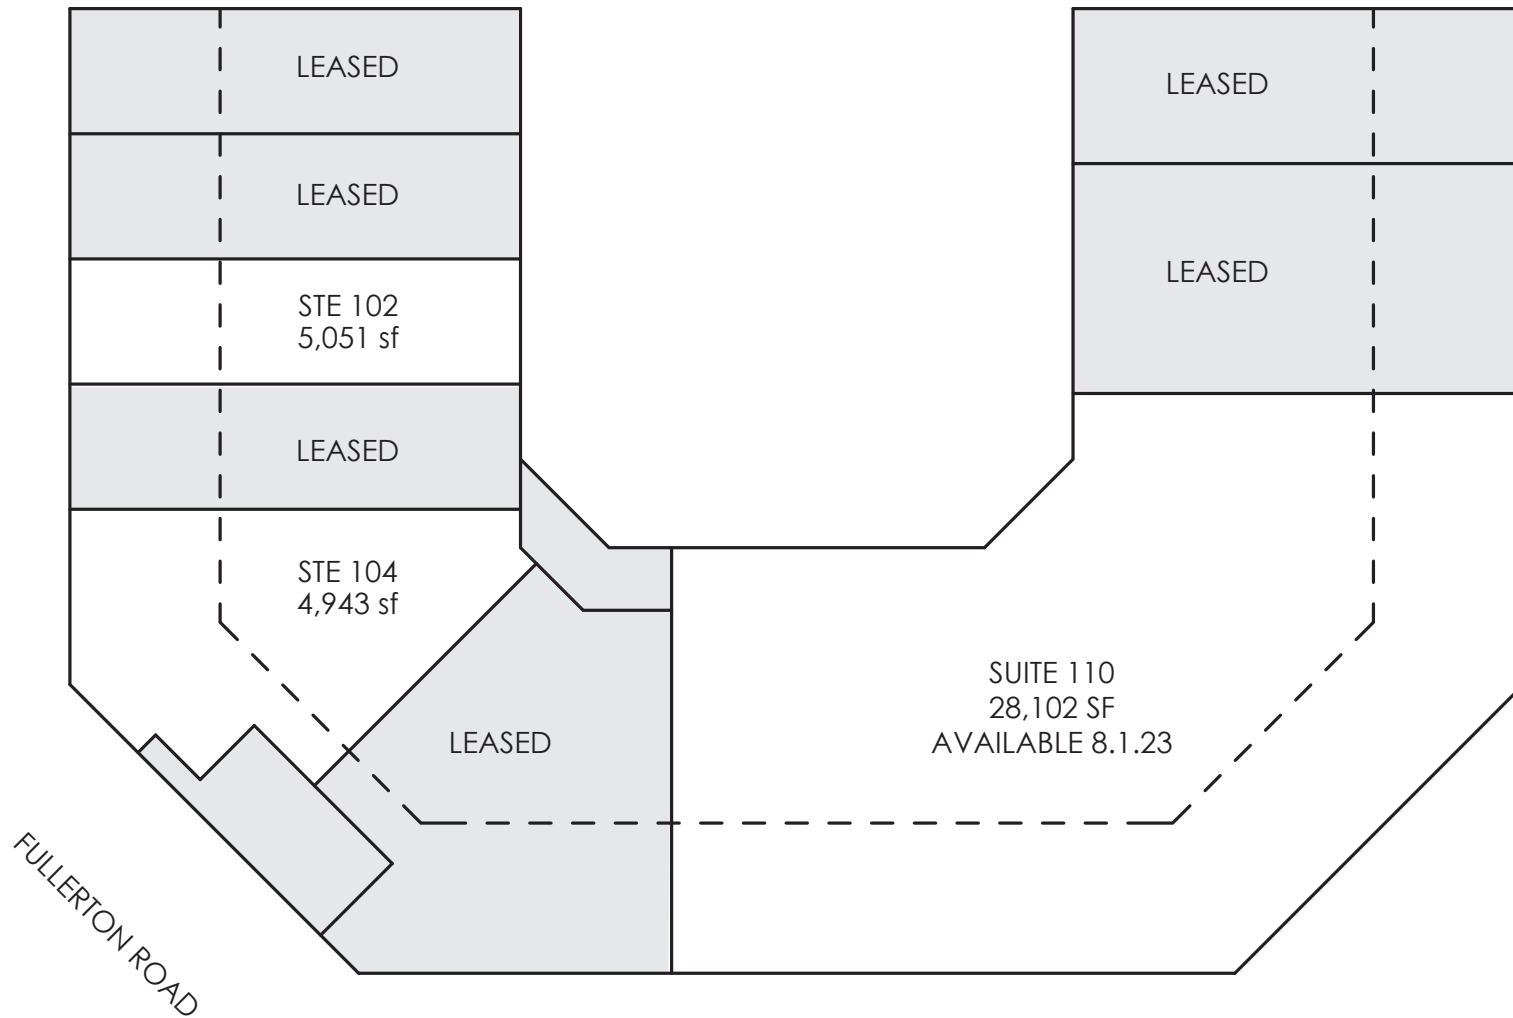 LEASED
LEASED
LEASED
STE 102
5,051 sf
LEASED
LEASED
STE 104
4,943 sf
LEASED
SUITE 110
28,102 SF
AVAILABLE 8.1.23
FULLERTON ROAD